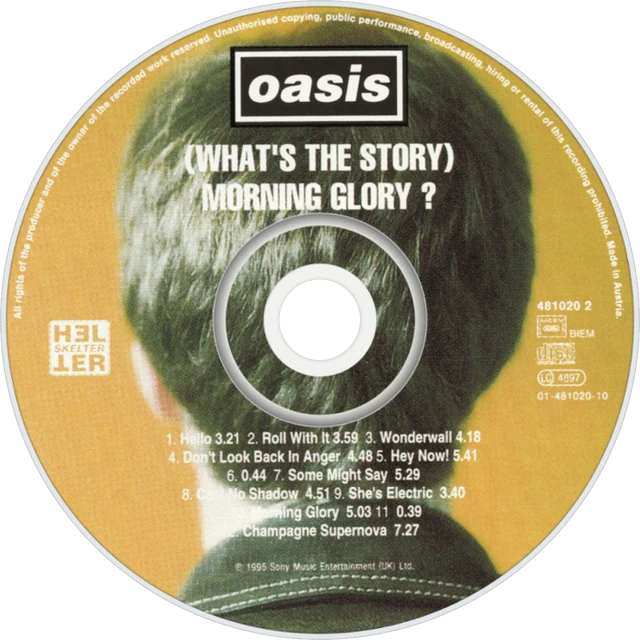 All rights of the producer and of the owner of the recorded work reserved. Unauthorised copying, public performance, broadcasting, hiring or rental of this recording prohibited. Made in Austria.
oasis
(WHAT'S THE STORY)
MORNING GLORY ?
481020 2
BIEM
LC 4897
01-481020-10
HEL
SKELTER
TER
1. Hello 3.21 2. Roll With It 3.59 3. Wonderwall 4.18
4. Don't Look Back In Anger 4.48 5. Hey Now! 5.41
6. 0.44 7. Some Might Say 5.29
8. Cast No Shadow 4.51 9. She's Electric 3.40
Morning Glory 5.03 11 0.39
Champagne Supernova 7.27
℗ 1995 Sony Music Entertainment (UK) Ltd.